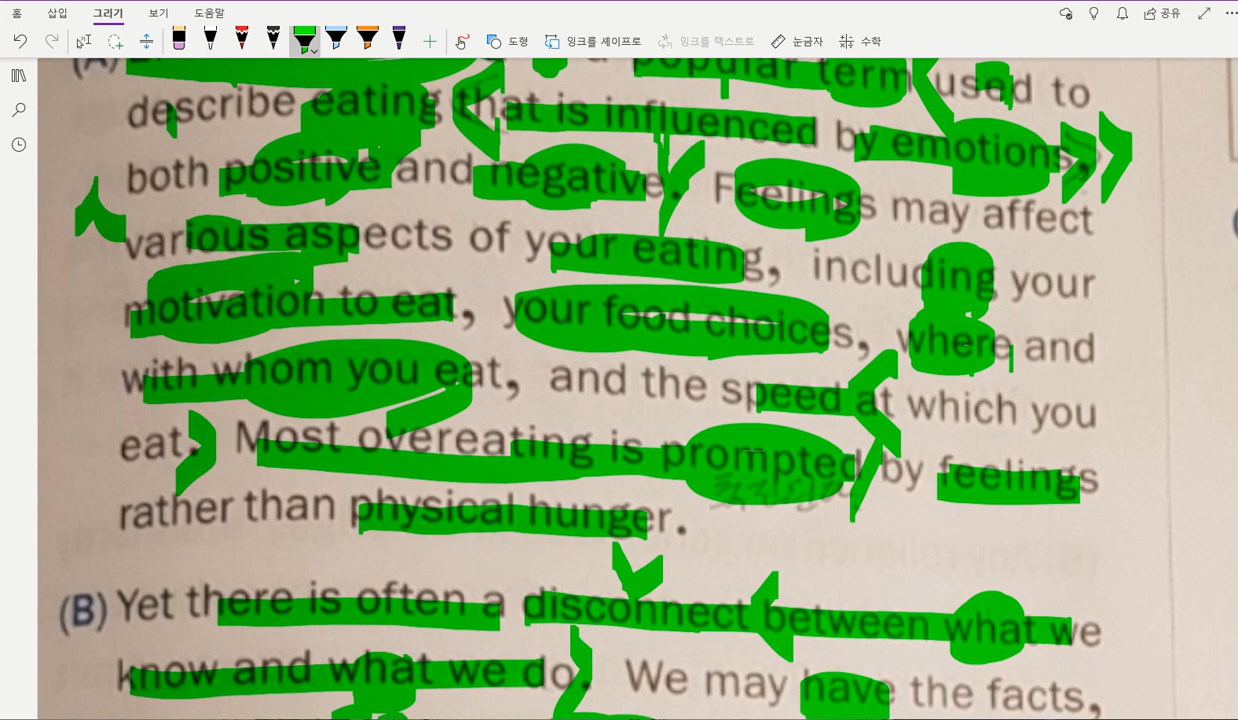 홈 삽입 그리기 보기 도움말 공유
도형 잉크를 셰이프로 잉크를 텍스트로 눈금자 수학
(A) popular term used to
describe eating that is influenced by emotions,
both positive and negative. Feelings may affect
various aspects of your eating, including your
motivation to eat, your food choices, where and
with whom you eat, and the speed at which you
eat. Most overeating is prompted by feelings
rather than physical hunger.
(B) Yet there is often a disconnect between what we
know and what we do. We may have the facts,